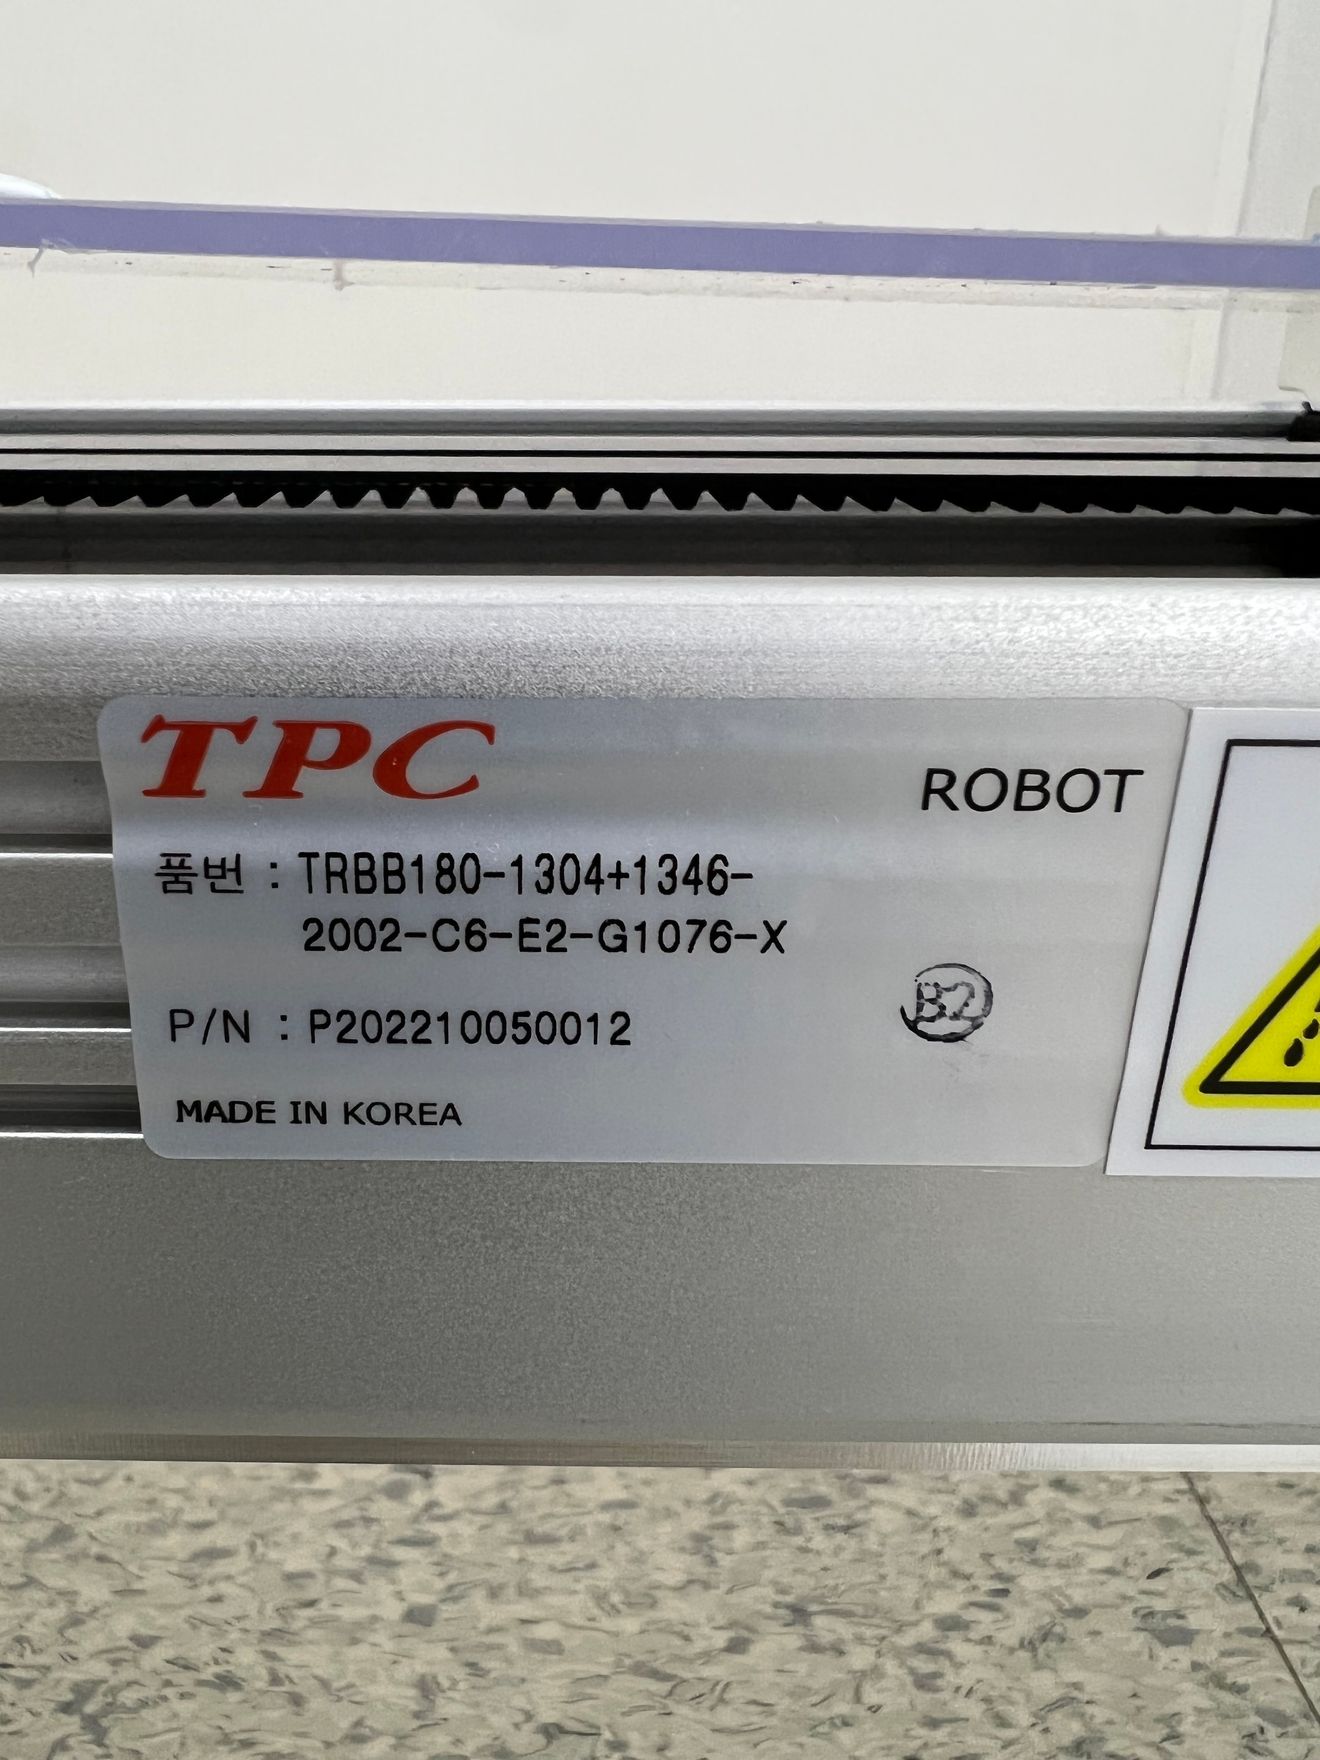 TPC
ROBOT
품번 : TRBB180-1304+1346-
2002-C6-E2-G1076-X
B2
P/N : P202210050012
MADE IN KOREA